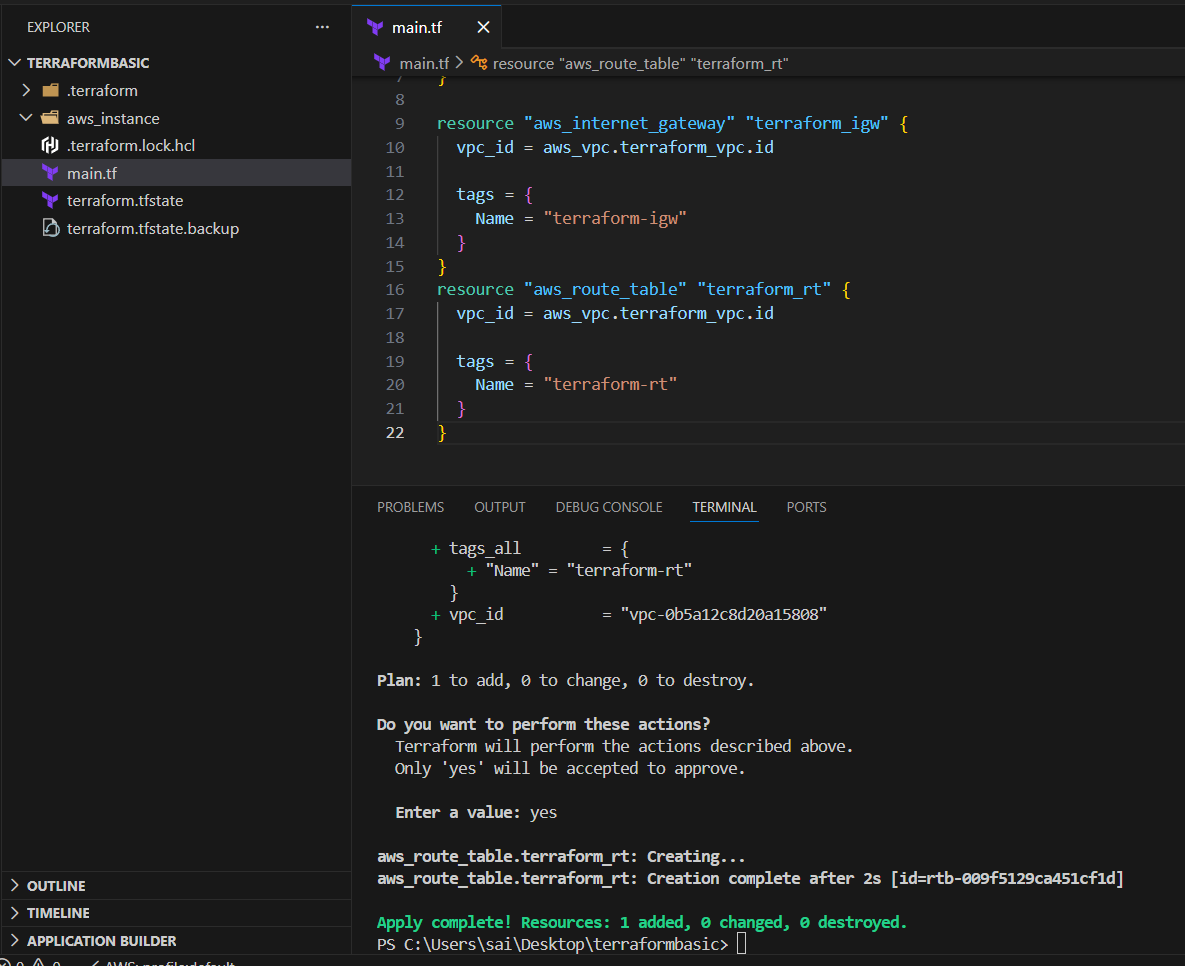 EXPLORER
TERRAFORMBASIC
.terraform
aws_instance
.terraform.lock.hcl
main.tf
terraform.tfstate
terraform.tfstate.backup
OUTLINE
TIMELINE
APPLICATION BUILDER
main.tf
main.tf > resource "aws_route_table" "terraform_rt"
7 }
8
9 resource "aws_internet_gateway" "terraform_igw" {
10 vpc_id = aws_vpc.terraform_vpc.id
11
12 tags = {
13 Name = "terraform-igw"
14 }
15 }
16 resource "aws_route_table" "terraform_rt" {
17 vpc_id = aws_vpc.terraform_vpc.id
18
19 tags = {
20 Name = "terraform-rt"
21 }
22 }
PROBLEMS OUTPUT DEBUG CONSOLE TERMINAL PORTS
+ tags_all = {
+ "Name" = "terraform-rt"
}
+ vpc_id = "vpc-0b5a12c8d20a15808"
}
Plan: 1 to add, 0 to change, 0 to destroy.
Do you want to perform these actions?
Terraform will perform the actions described above.
Only 'yes' will be accepted to approve.
Enter a value: yes
aws_route_table.terraform_rt: Creating...
aws_route_table.terraform_rt: Creation complete after 2s [id=rtb-009f5129ca451cf1d]
Apply complete! Resources: 1 added, 0 changed, 0 destroyed.
PS C:\Users\sai\Desktop\terraformbasic>
0 0 AWS: profile:default